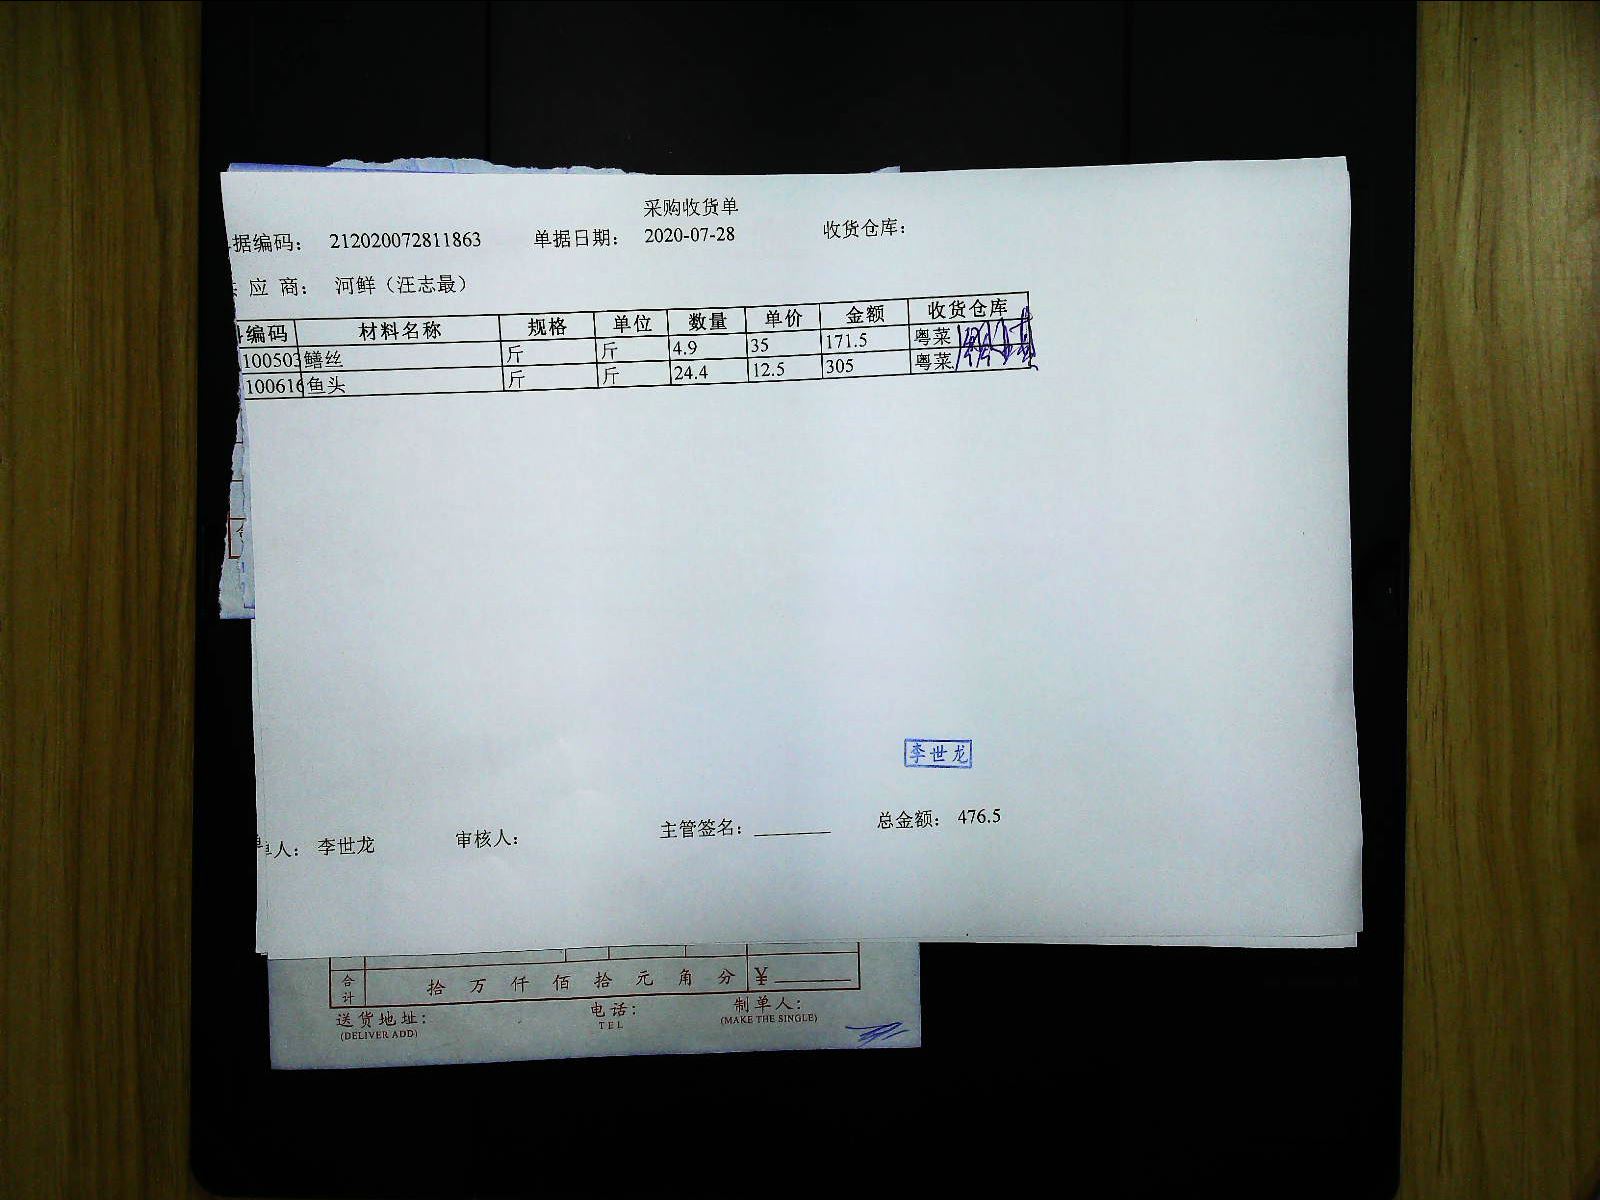 采购收货单
据编码： 212020072811863 单据日期： 2020-07-28 收货仓库：
应 商： 河鲜（汪志最）
编码 材料名称 规格 单位 数量 单价 金额 收货仓库
100503 鳝丝 斤 斤 4.9 35 171.5 粤菜
100616 鱼头 斤 斤 24.4 12.5 305 粤菜
李世龙
单人： 李世龙 审核人： 主管签名：_______ 总金额： 476.5
合计 拾 万 仟 佰 拾 元 角 分 ¥_______
送货地址： 电话： 制单人：
(DELIVER ADD) TEL (MAKE THE SINGLE)